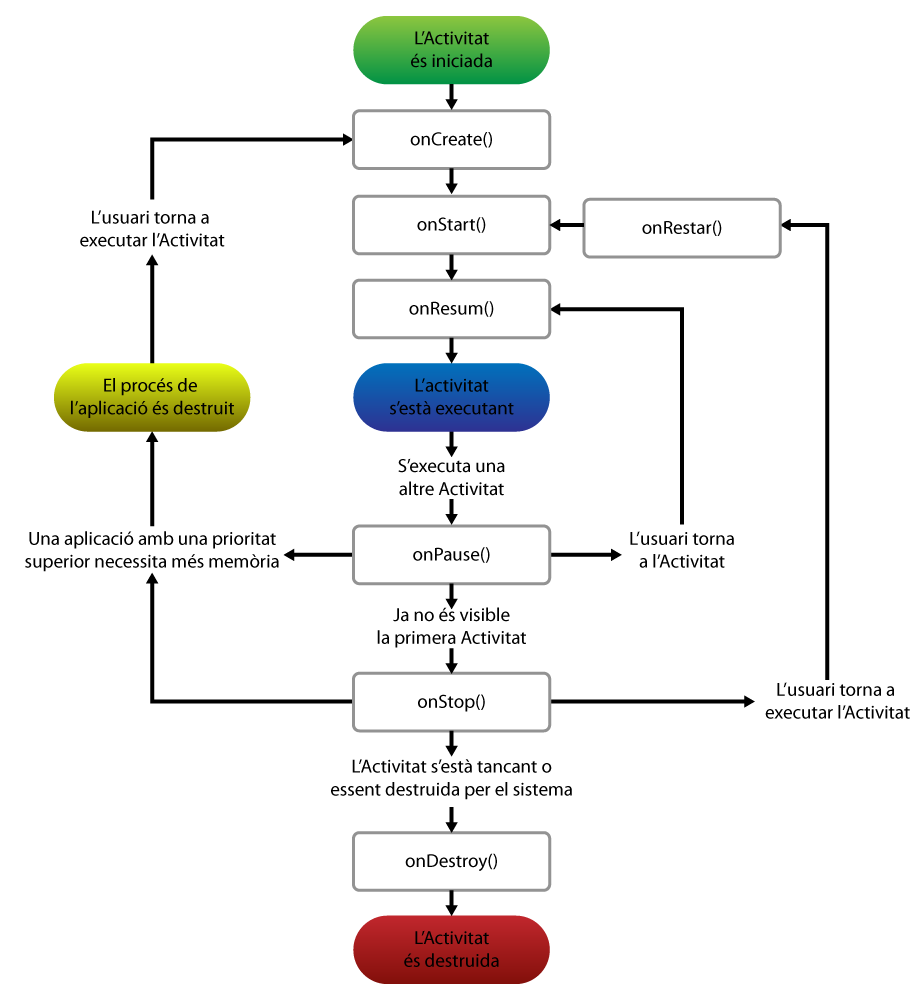 L'Activitat
és iniciada
onCreate()
L'usuari torna a
executar l'Activitat
onStart()
onRestar()
onResum()
El procés de
l'aplicació és destruit
L'activitat
s'està executant
S'executa una
altre Activitat
Una aplicació amb una prioritat
superior necessita més memòria
onPause()
L'usuari torna
a l'Activitat
Ja no és visible
la primera Activitat
onStop()
L'usuari torna a
executar l'Activitat
L'Activitat s'està tancant o
essent destruida per el sistema
onDestroy()
L'Activitat
és destruida